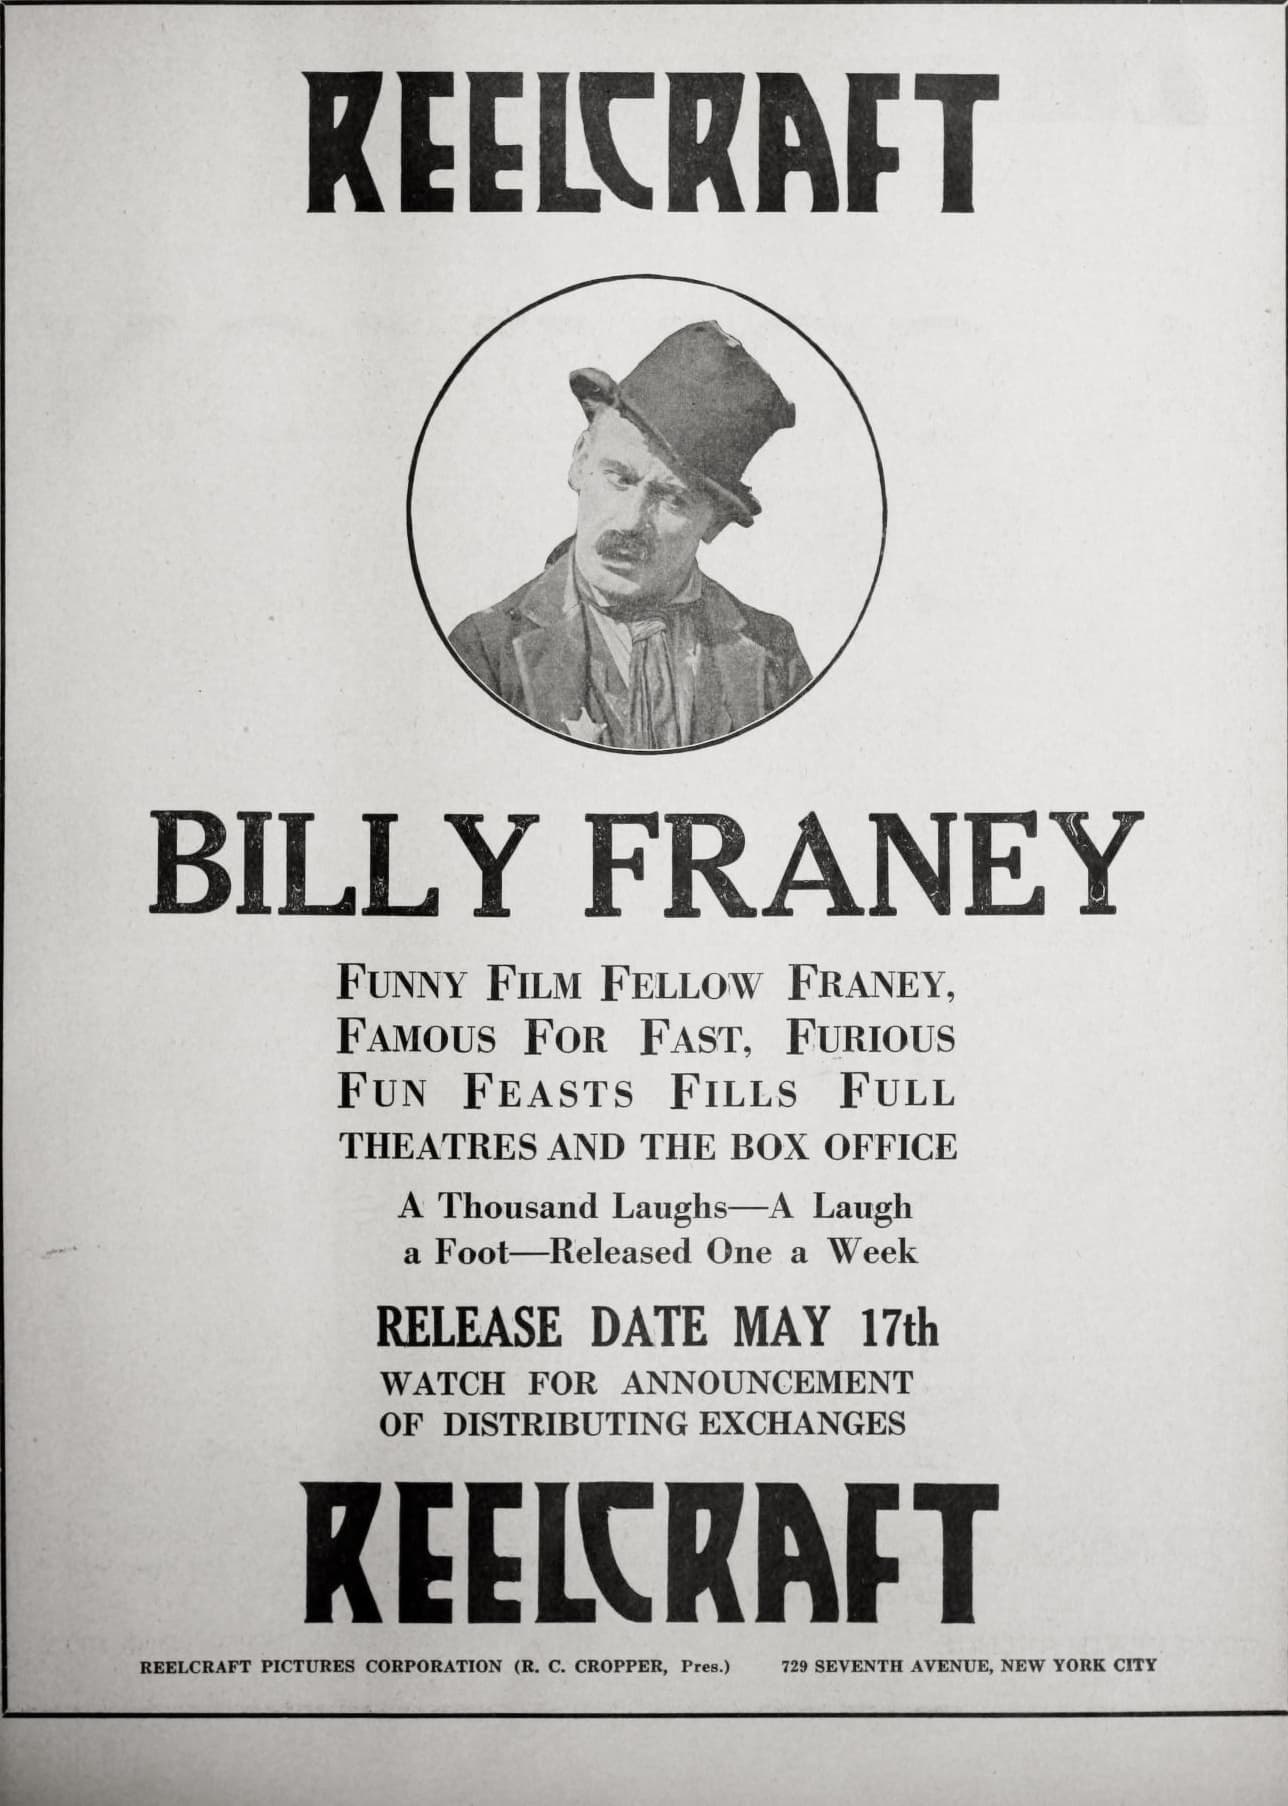 REELCRAFT
BILLY FRANEY
FUNNY FILM FELLOW FRANEY,
FAMOUS FOR FAST, FURIOUS
FUN FEASTS FILLS FULL
THEATRES AND THE BOX OFFICE
A Thousand Laughs—A Laugh
a Foot—Released One a Week
RELEASE DATE MAY 17th
WATCH FOR ANNOUNCEMENT
OF DISTRIBUTING EXCHANGES
REELCRAFT
REELCRAFT PICTURES CORPORATION (R. C. CROPPER, Pres.) 729 SEVENTH AVENUE, NEW YORK CITY